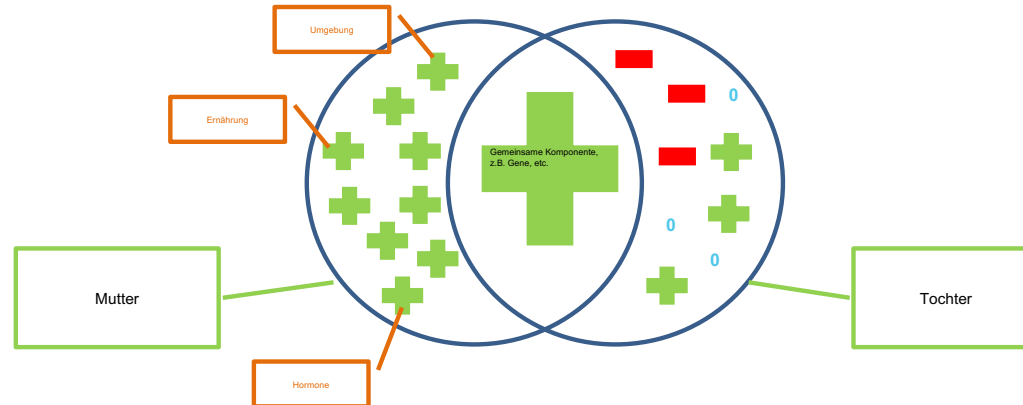 Umgebung
Ernährung
Gemeinsame Komponente,
z.B. Gene, etc.
0
0
0
Mutter
Tochter
Hormone